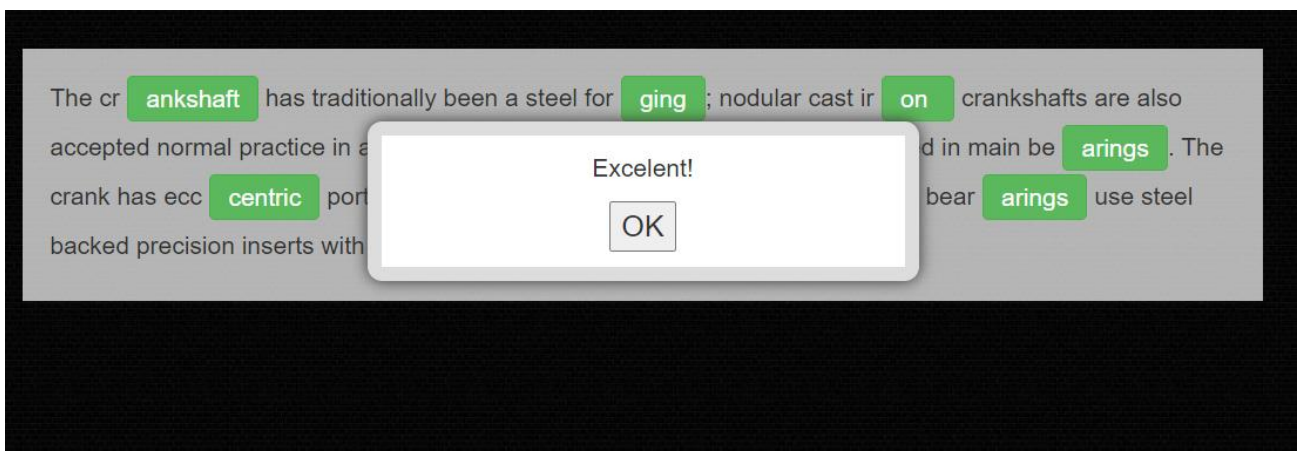 The cr ankshaft has traditionally been a steel for ging ; nodular cast ir on crankshafts are also
accepted normal practice in d in main be arings . The
crank has ecc centric port bear arings use steel
backed precision inserts with
Excelent!
OK